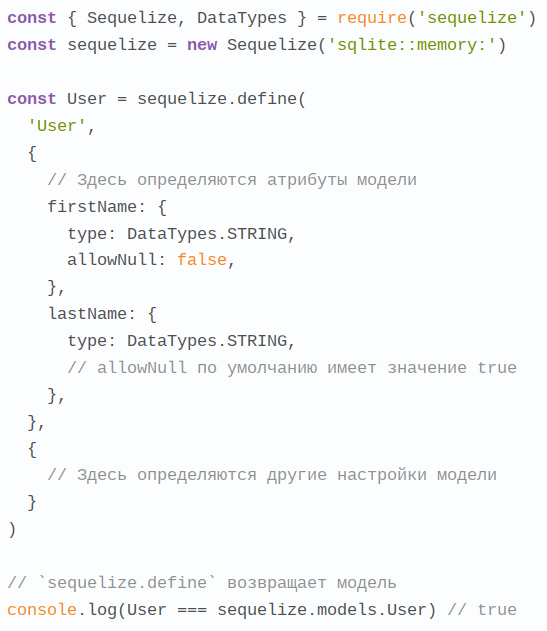 const { Sequelize, DataTypes } = require('sequelize')
const sequelize = new Sequelize('sqlite::memory:')

const User = sequelize.define(
  'User',
  {
    // Здесь определяются атрибуты модели
    firstName: {
      type: DataTypes.STRING,
      allowNull: false,
    },
    lastName: {
      type: DataTypes.STRING,
      // allowNull по умолчанию имеет значение true
    },
  },
  {
    // Здесь определяются другие настройки модели
  }
)

// `sequelize.define` возвращает модель
console.log(User === sequelize.models.User) // true